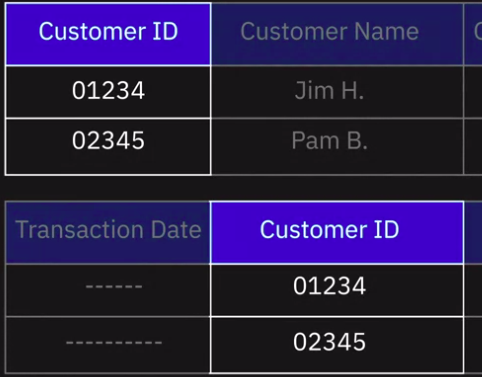 Customer ID Customer Name
01234 Jim H.
02345 Pam B.
Transaction Date Customer ID
------ 01234
---------- 02345